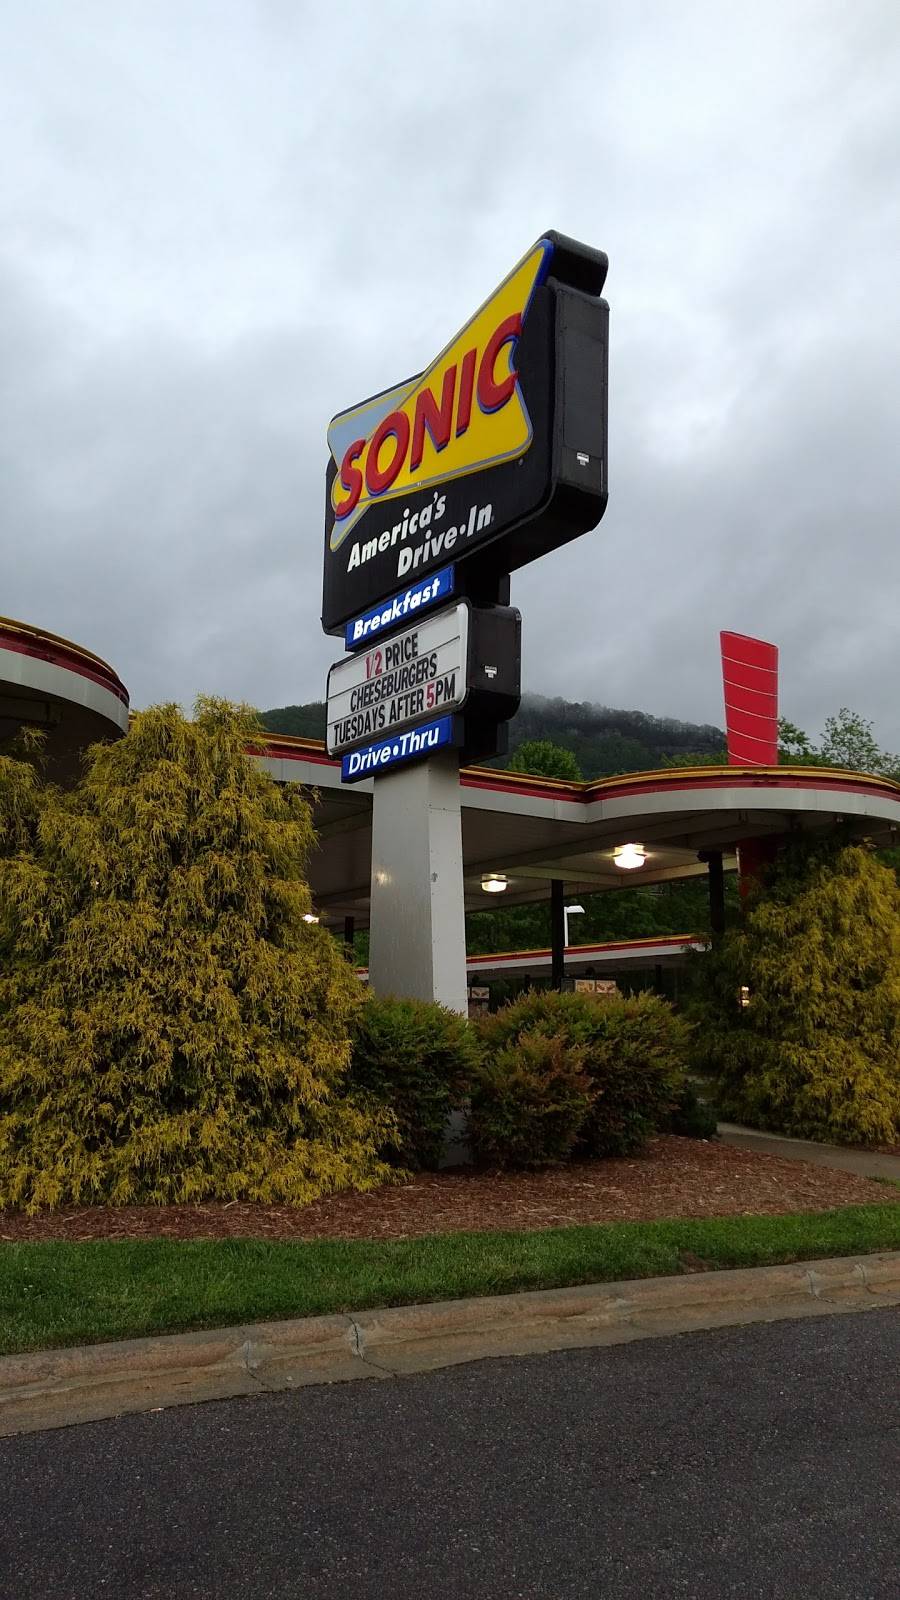 SONIC
America's
Drive-In
Breakfast
1/2 PRICE
CHEESEBURGERS
TUESDAYS AFTER 5PM
Drive•Thru